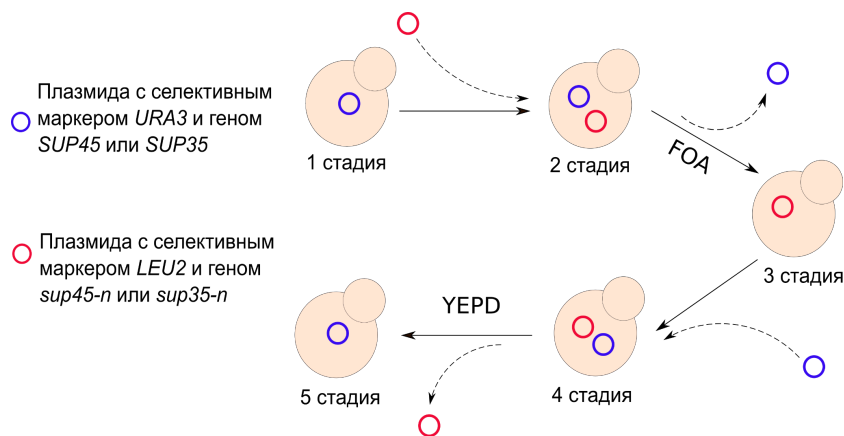 Плазмида с селективным
маркером URA3 и геном
SUP45 или SUP35
1 стадия
2 стадия
FOA
Плазмида с селективным
маркером LEU2 и геном
sup45-n или sup35-n
3 стадия
YEPD
5 стадия
4 стадия